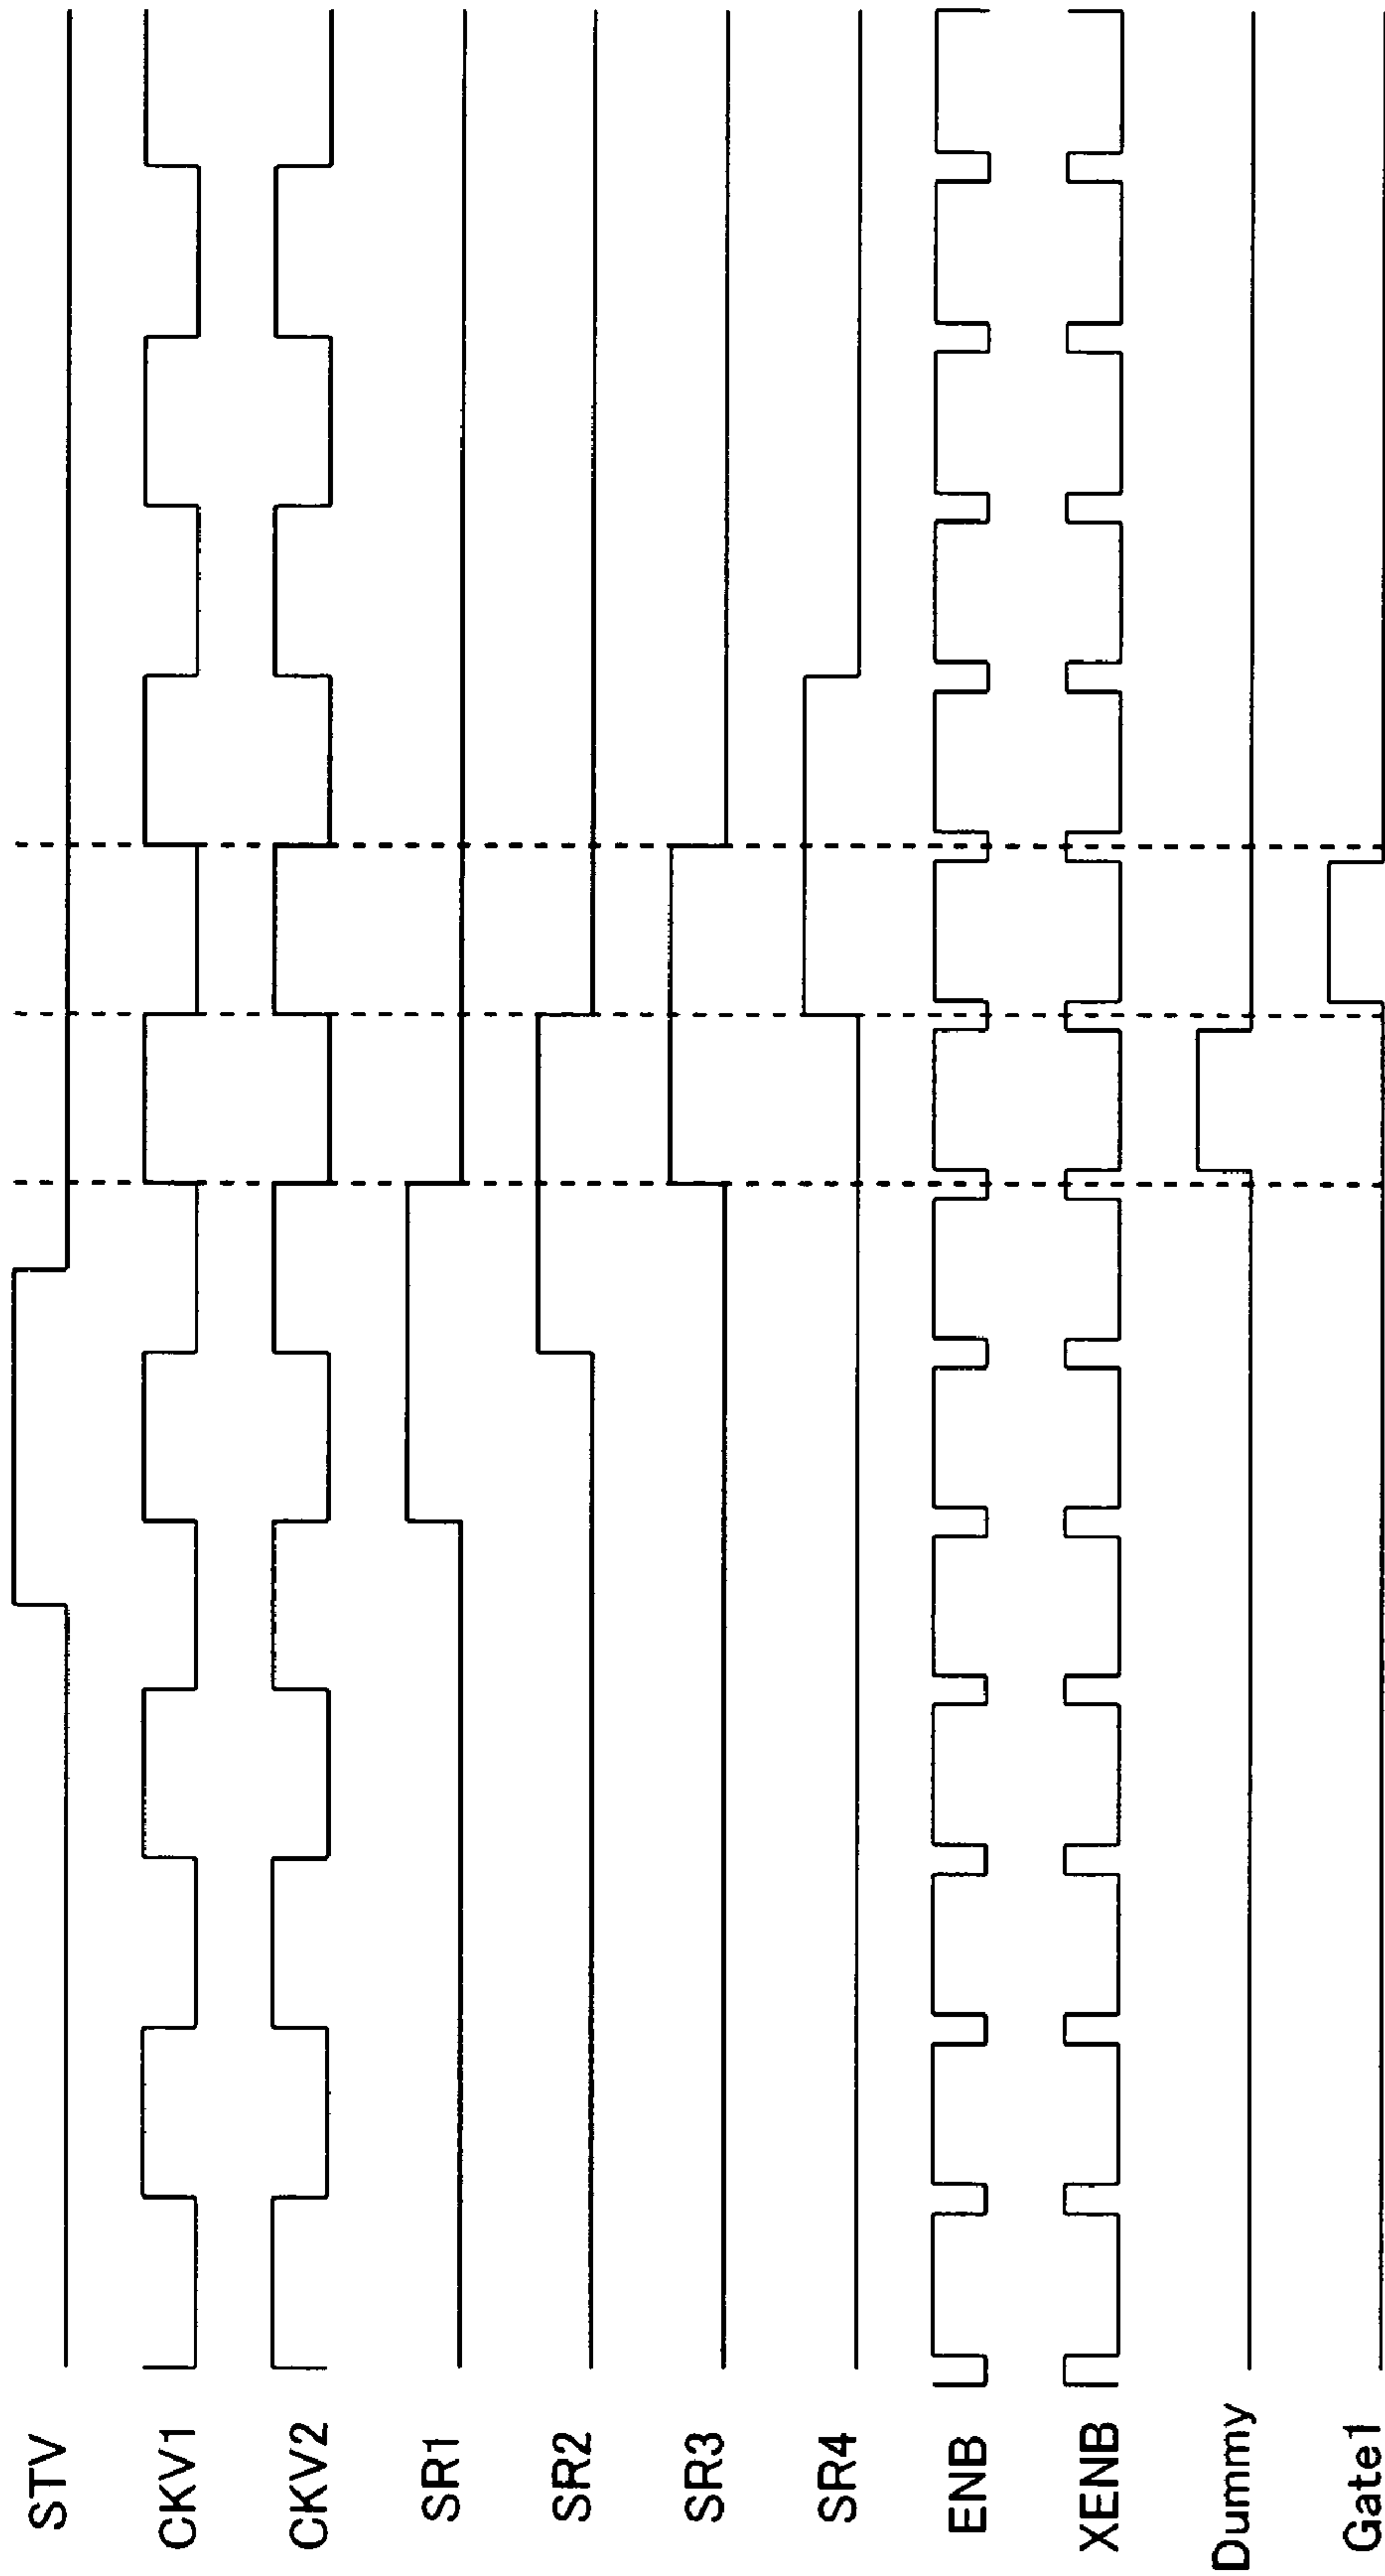 STV
CKV1
CKV2
SR1
SR2
SR3
SR4
ENB
XENB
Dummy
Gate1